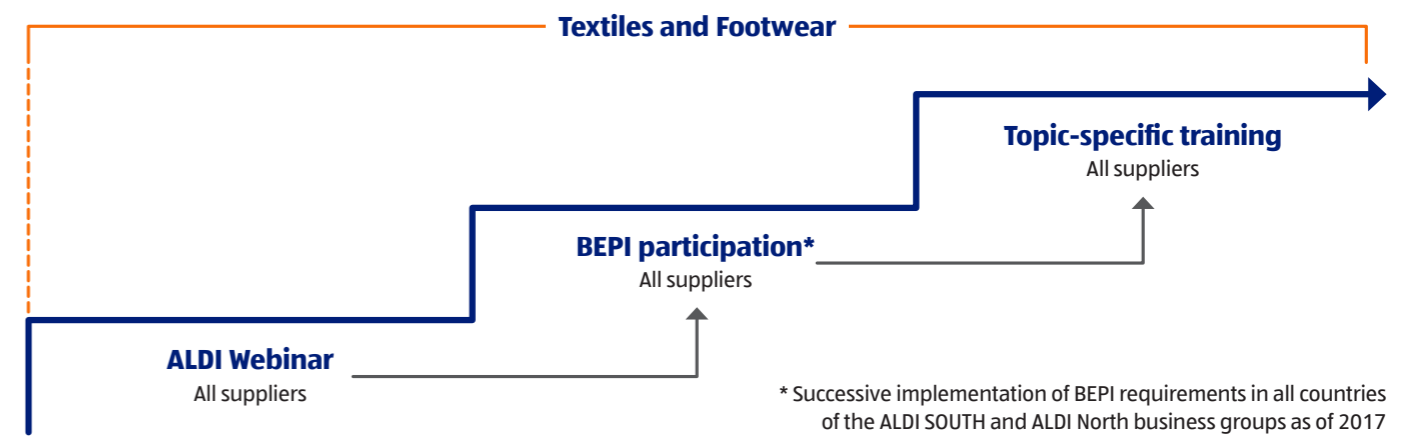 Textiles and Footwear
Topic-specific training
All suppliers
BEPI participation*
All suppliers
ALDI Webinar
All suppliers
* Successive implementation of BEPI requirements in all countries
of the ALDI SOUTH and ALDI North business groups as of 2017